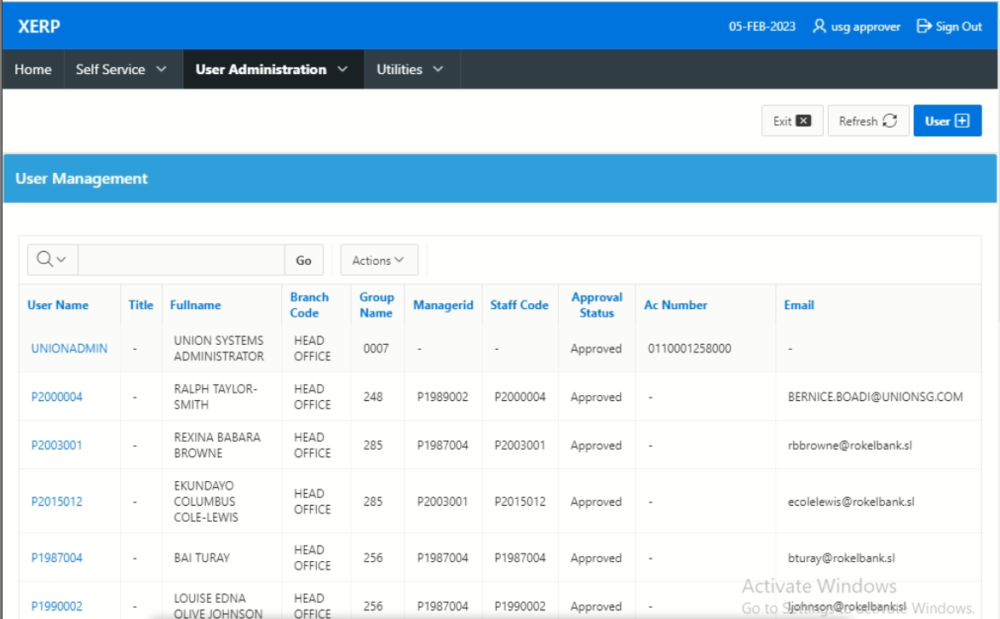 XERP
05-FEB-2023 usg approver Sign Out
Home Self Service User Administration Utilities
Exit Refresh User
User Management
Go Actions
User Name Title Fullname Branch Code Group Name Managerid Staff Code Approval Status Ac Number Email
UNIONADMIN - UNION SYSTEMS ADMINISTRATOR HEAD OFFICE 0007 - - Approved 0110001258000 -
P2000004 - RALPH TAYLOR-SMITH HEAD OFFICE 248 P1989002 P2000004 Approved - BERNICE.BOADI@UNIONSG.COM
P2003001 - REXINA BABARA BROWNE HEAD OFFICE 285 P1987004 P2003001 Approved - rbbrowne@rokelbank.sl
P2015012 - EKUNDAYO COLUMBUS COLE-LEWIS HEAD OFFICE 285 P2003001 P2015012 Approved - ecolelewis@rokelbank.sl
P1987004 - BAI TURAY HEAD OFFICE 256 P1987004 P1987004 Approved - bturay@rokelbank.sl
P1990002 - LOUISE EDNA OLIVE JOHNSON HEAD OFFICE 256 P1987004 P1990002 Approved - ljohnson@rokelbank.sl
Activate Windows
Go to Settings to activate Windows.